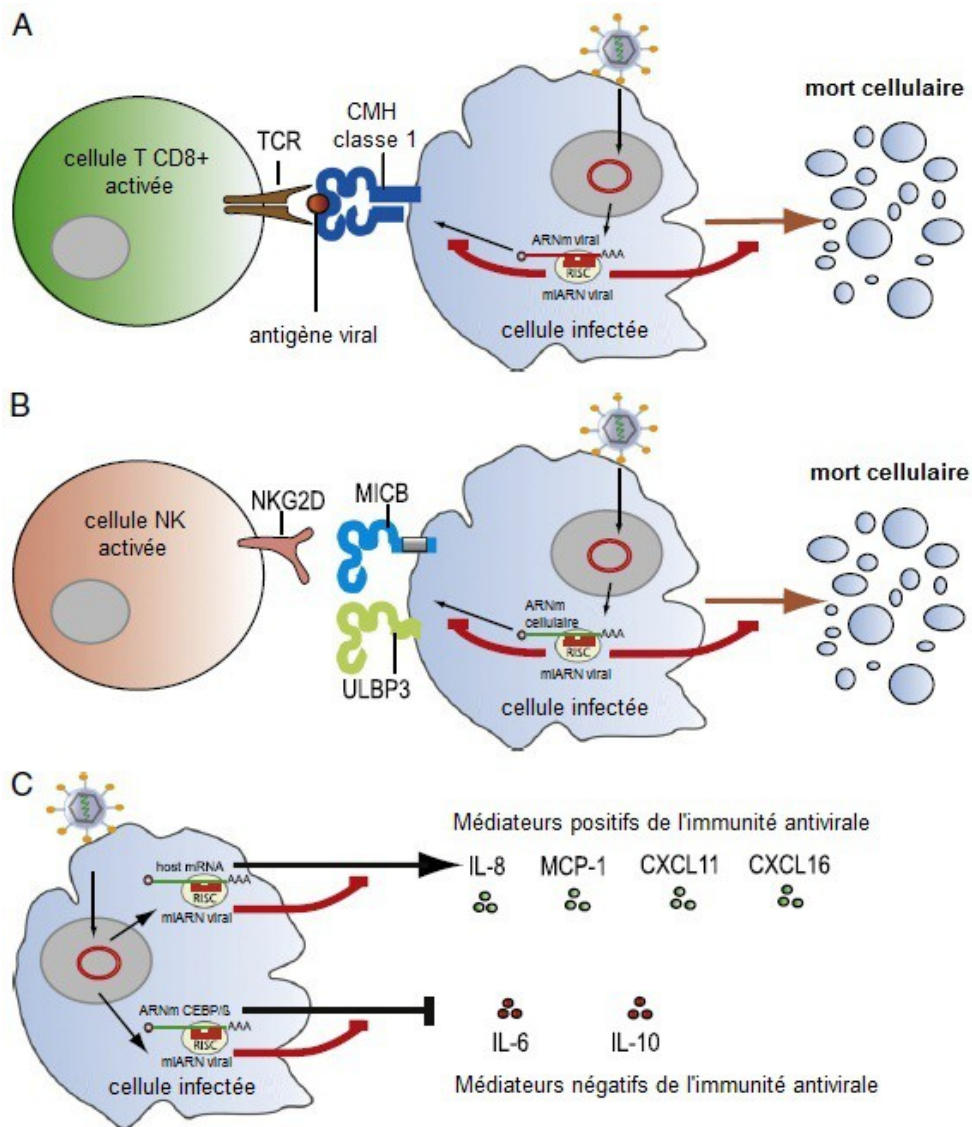 A
cellule T CD8+
activée
TCR
CMH
classe 1
antigène viral
ARNm viral
AAA
RISC
miARN viral
cellule infectée
mort cellulaire
B
cellule NK
activée
NKG2D
MICB
ULBP3
ARNm
cellulaire
AAA
RISC
miARN viral
cellule infectée
mort cellulaire
C
host mRNA
AAA
RISC
miARN viral
ARNm CEBP/ß
AAA
RISC
miARN viral
cellule infectée
Médiateurs positifs de l'immunité antivirale
IL-8 MCP-1 CXCL11 CXCL16
IL-6 IL-10
Médiateurs négatifs de l'immunité antivirale